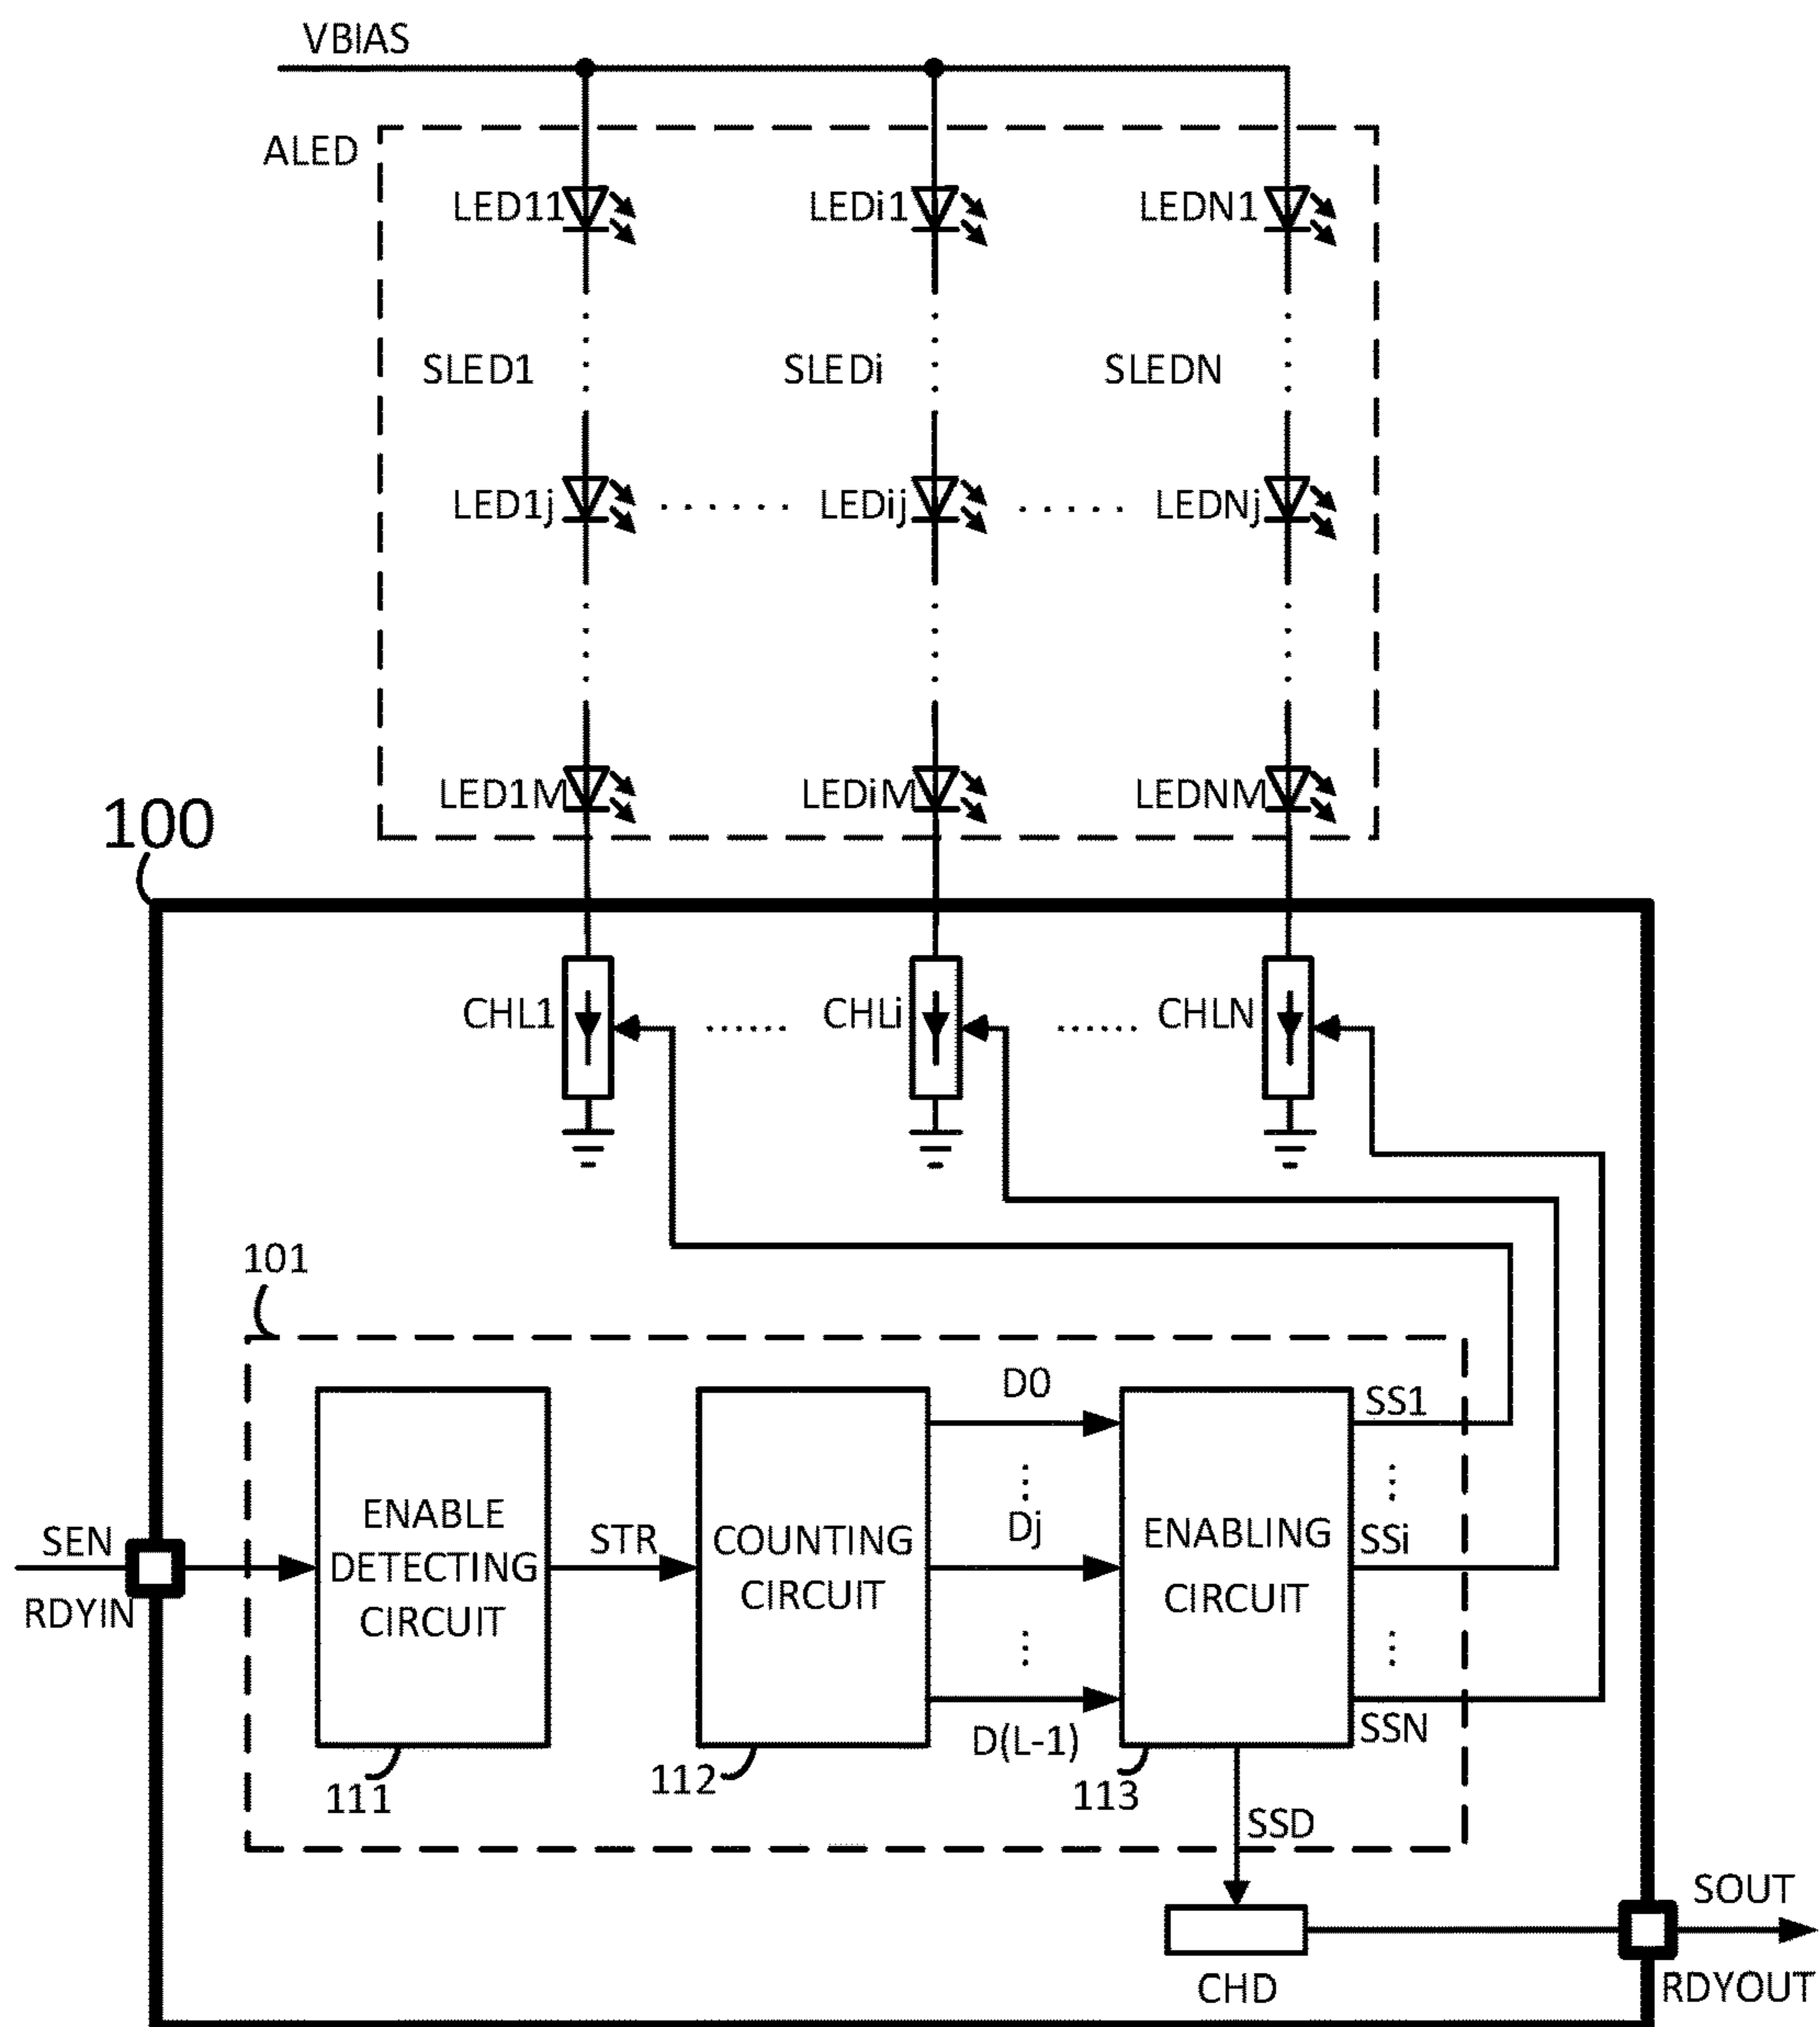 VBIAS
ALED
LED11
LEDi1
LEDN1
SLED1
SLEDi
SLEDN
LED1j
LEDij
LEDNj
LED1M
LEDiM
LEDNM
100
CHL1
CHLi
CHLN
101
D0
SS1
ENABLE
DETECTING
CIRCUIT
STR
COUNTING
CIRCUIT
Dj
ENABLING
CIRCUIT
SSi
SEN
RDYIN
D(L-1)
SSN
111
112
113
SSD
SOUT
CHD
RDYOUT